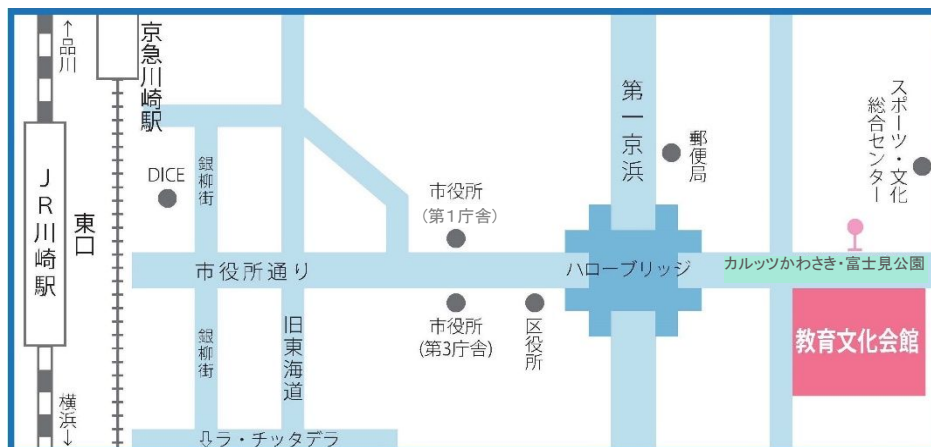 ↑品川
京急川崎駅
JR川崎駅
東口
横浜↓
DICE
銀柳街
銀柳街
市役所通り
旧東海道
⇩ラ・チッタデラ
市役所
(第1庁舎)
市役所
(第3庁舎)
区役所
第一京浜
ハローブリッジ
郵便局
スポーツ・文化
総合センター
カルッツかわさき・富士見公園
教育文化会館